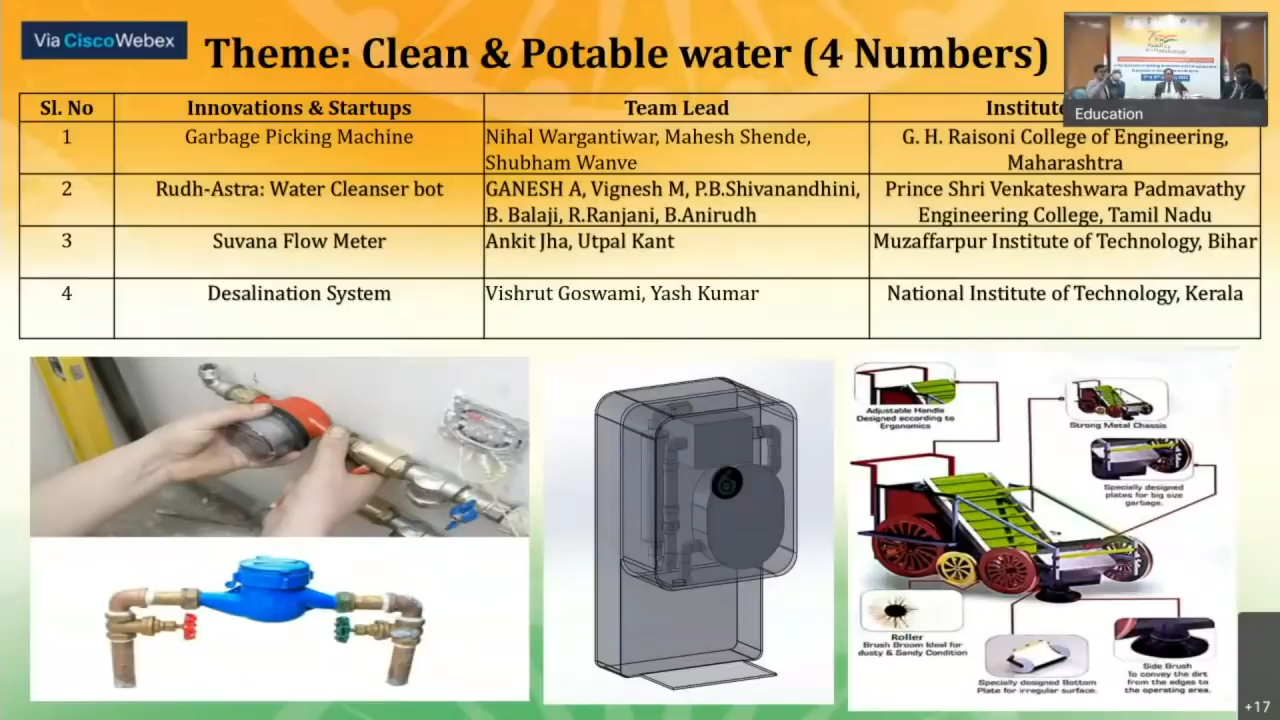 Via CiscoWebex
Theme: Clean & Potable water (4 Numbers)
Education
Sl. No Innovations & Startups Team Lead Institute
1 Garbage Picking Machine Nihal Wargantiwar, Mahesh Shende, G. H. Raisoni College of Engineering,
Shubham Wanve Maharashtra
2 Rudh-Astra: Water Cleanser bot GANESH A, Vignesh M, P.B.Shivanandhini, Prince Shri Venkateshwara Padmavathy
B. Balaji, R.Ranjani, B.Anirudh Engineering College, Tamil Nadu
3 Suvana Flow Meter Ankit Jha, Utpal Kant Muzaffarpur Institute of Technology, Bihar
4 Desalination System Vishrut Goswami, Yash Kumar National Institute of Technology, Kerala
Adjustable Handle
Designed according to
Ergonomics
Strong Metal Chassis
Specially designed
plates for big size
garbage.
Roller
Brush Broom Ideal for
dusty & Sandy Condition
Specially designed Bottom
Plate for irregular surface.
Side Brush
To convey the dirt
from the edges to
the operating area.
+17